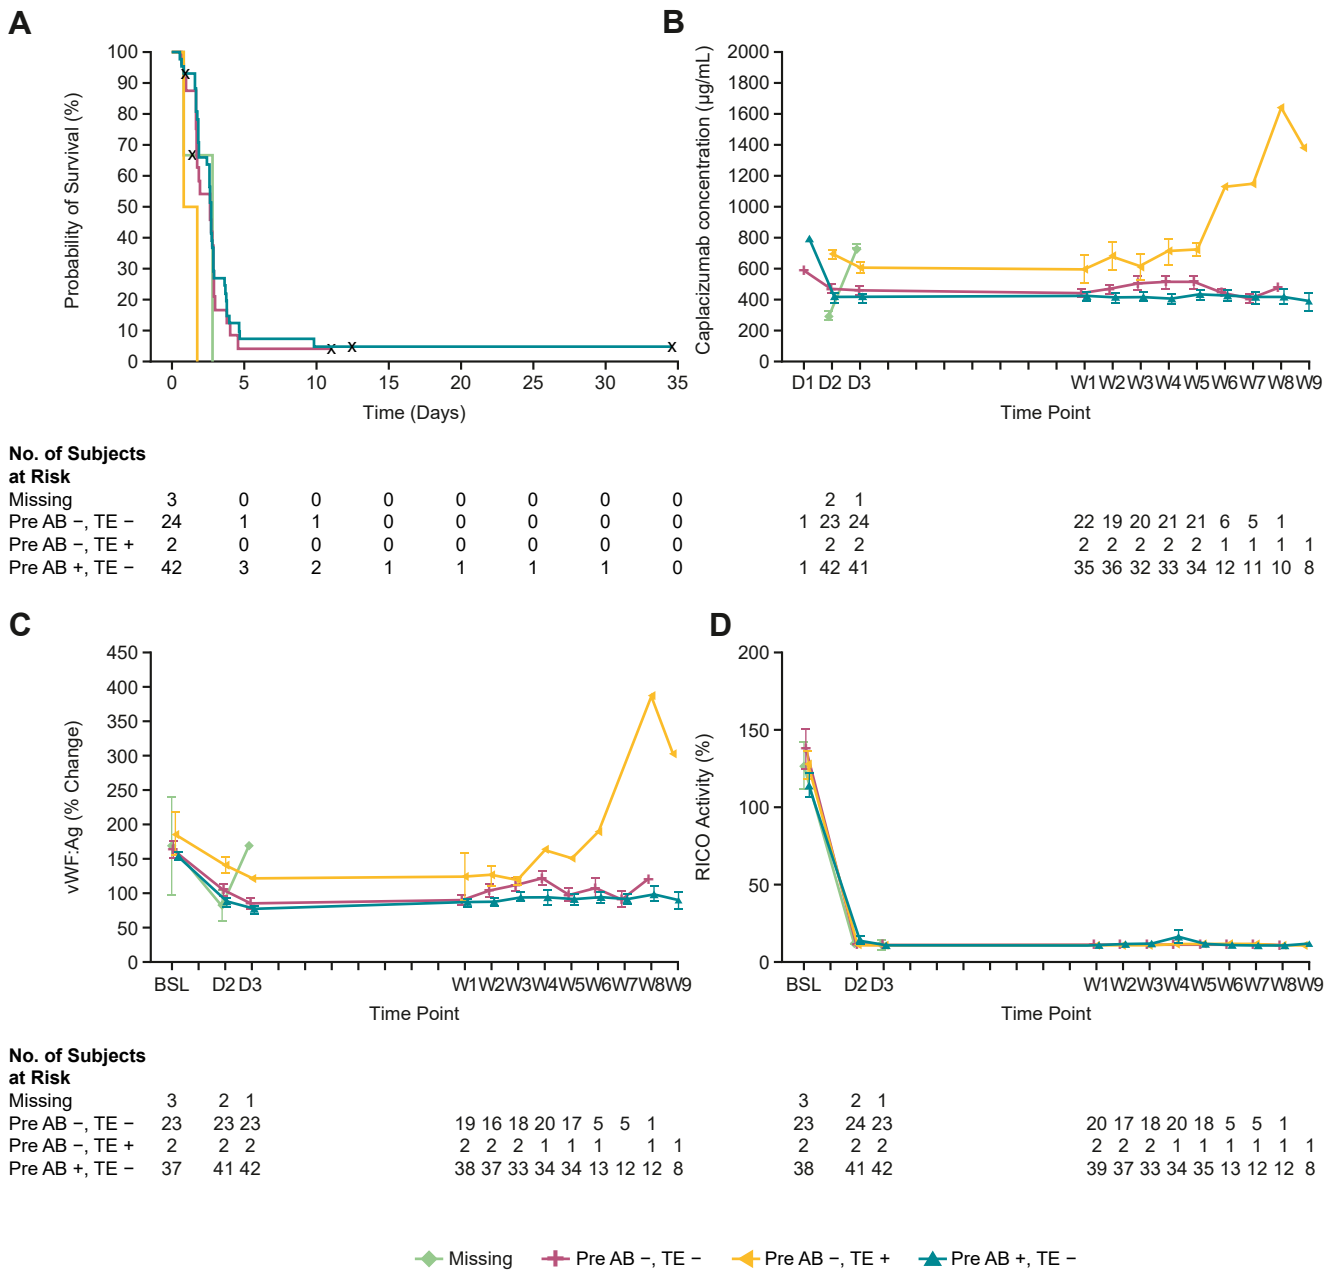 A
Probability of Survival (%)
100
90
80
70
60
50
40
30
20
10
0
x
x
x
x
x
0 5 10 15 20 25 30 35
Time (Days)
B
Caplacizumab concentration (μg/mL)
2000
1800
1600
1400
1200
1000
800
600
400
200
0
D1 D2 D3 W1 W2 W3 W4 W5 W6 W7 W8 W9
Time Point
No. of Subjects
at Risk
Missing 3 0 0 0 0 0 0 0 2 1
Pre AB −, TE − 24 1 1 0 0 0 0 0 1 23 24 22 19 20 21 21 6 5 1
Pre AB −, TE + 2 0 0 0 0 0 0 0 2 2 2 2 2 2 2 1 1 1 1
Pre AB +, TE − 42 3 2 1 1 1 1 0 1 42 41 35 36 32 33 34 12 11 10 8
C
vWF:Ag (% Change)
450
400
350
300
250
200
150
100
50
0
BSL D2 D3 W1 W2 W3 W4 W5 W6 W7 W8 W9
Time Point
D
RICO Activity (%)
200
150
100
50
0
BSL D2 D3 W1 W2 W3 W4 W5 W6 W7 W8 W9
Time Point
No. of Subjects
at Risk
Missing 3 2 1 3 2 1
Pre AB −, TE − 23 23 23 19 16 18 20 17 5 5 1 23 24 23 20 17 18 20 18 5 5 1
Pre AB −, TE + 2 2 2 2 2 2 1 1 1 1 1 2 2 2 2 2 2 1 1 1 1 1 1
Pre AB +, TE − 37 41 42 38 37 33 34 34 13 12 12 8 38 41 42 39 37 33 34 35 13 12 12 8
Missing Pre AB −, TE − Pre AB −, TE + Pre AB +, TE −